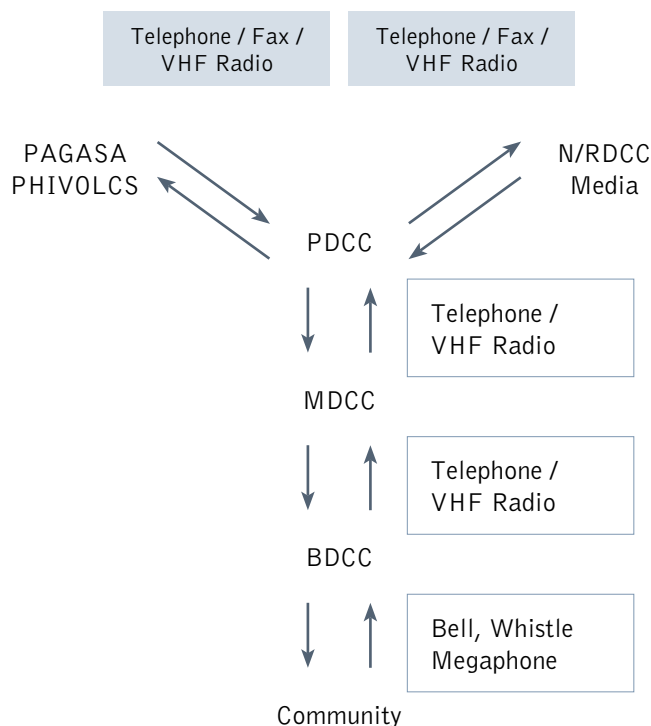 Telephone / Fax /
VHF Radio
Telephone / Fax /
VHF Radio
PAGASA
PHIVOLCS
N/RDCC
Media
PDCC
Telephone /
VHF Radio
MDCC
Telephone /
VHF Radio
BDCC
Bell, Whistle
Megaphone
Community